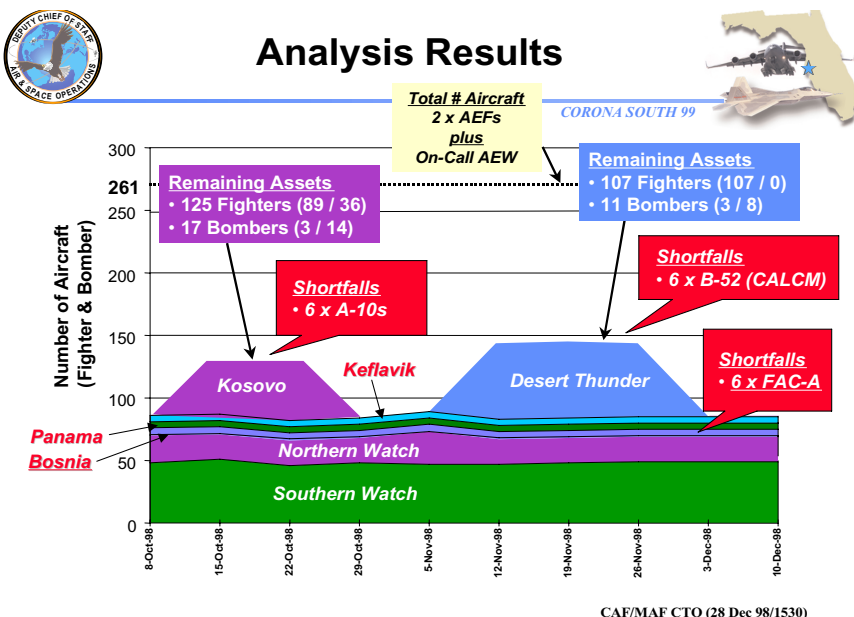 DEPUTY CHIEF OF STAFF
AIR & SPACE OPERATIONS
Analysis Results
CORONA SOUTH 99
Total # Aircraft
2 x AEFs
plus
On-Call AEW
Number of Aircraft
(Fighter & Bomber)
300
261
250
200
150
100
50
0
Remaining Assets
• 125 Fighters (89 / 36)
• 17 Bombers (3 / 14)
Remaining Assets
• 107 Fighters (107 / 0)
• 11 Bombers (3 / 8)
Shortfalls
• 6 x A-10s
Shortfalls
• 6 x B-52 (CALCM)
Shortfalls
• 6 x FAC-A
Kosovo
Keflavik
Desert Thunder
Panama
Bosnia
Northern Watch
Southern Watch
8-Oct-98
15-Oct-98
22-Oct-98
29-Oct-98
5-Nov-98
12-Nov-98
19-Nov-98
26-Nov-98
3-Dec-98
10-Dec-98
CAF/MAF CTO (28 Dec 98/1530)